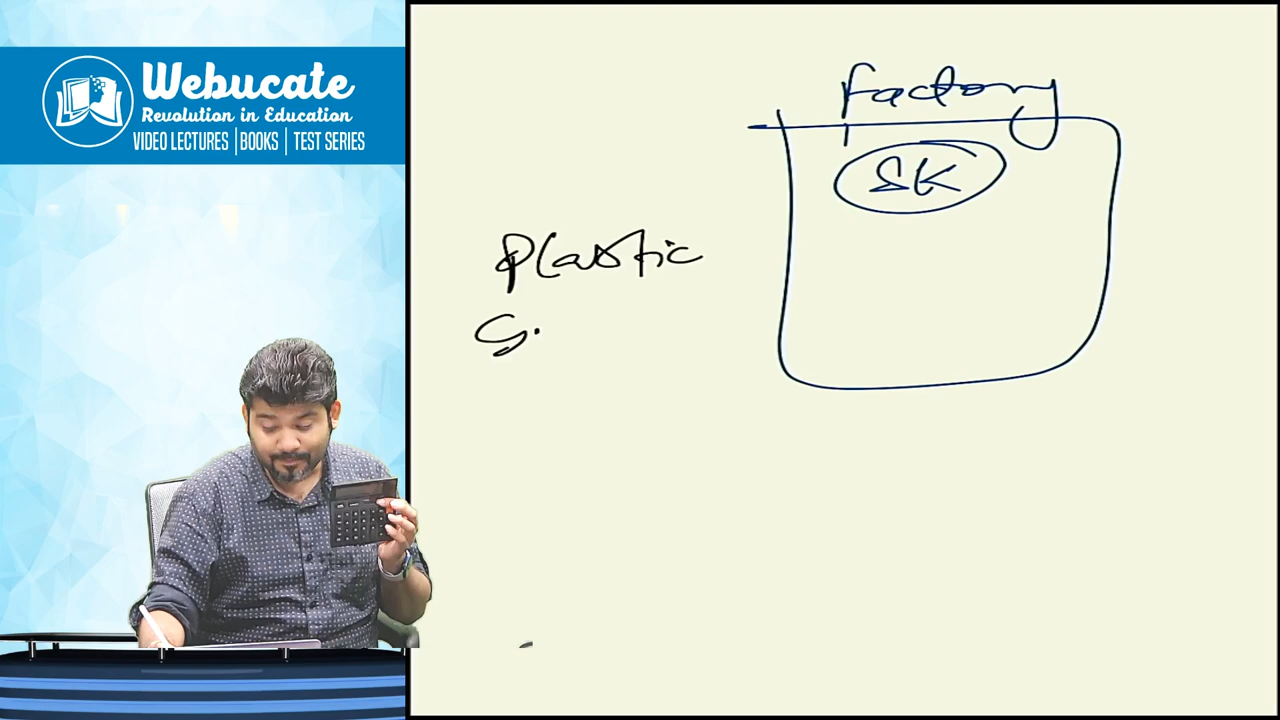 Webucate
Revolution in Education
VIDEO LECTURES | BOOKS | TEST SERIES
Factory
SK
Plastic
G.